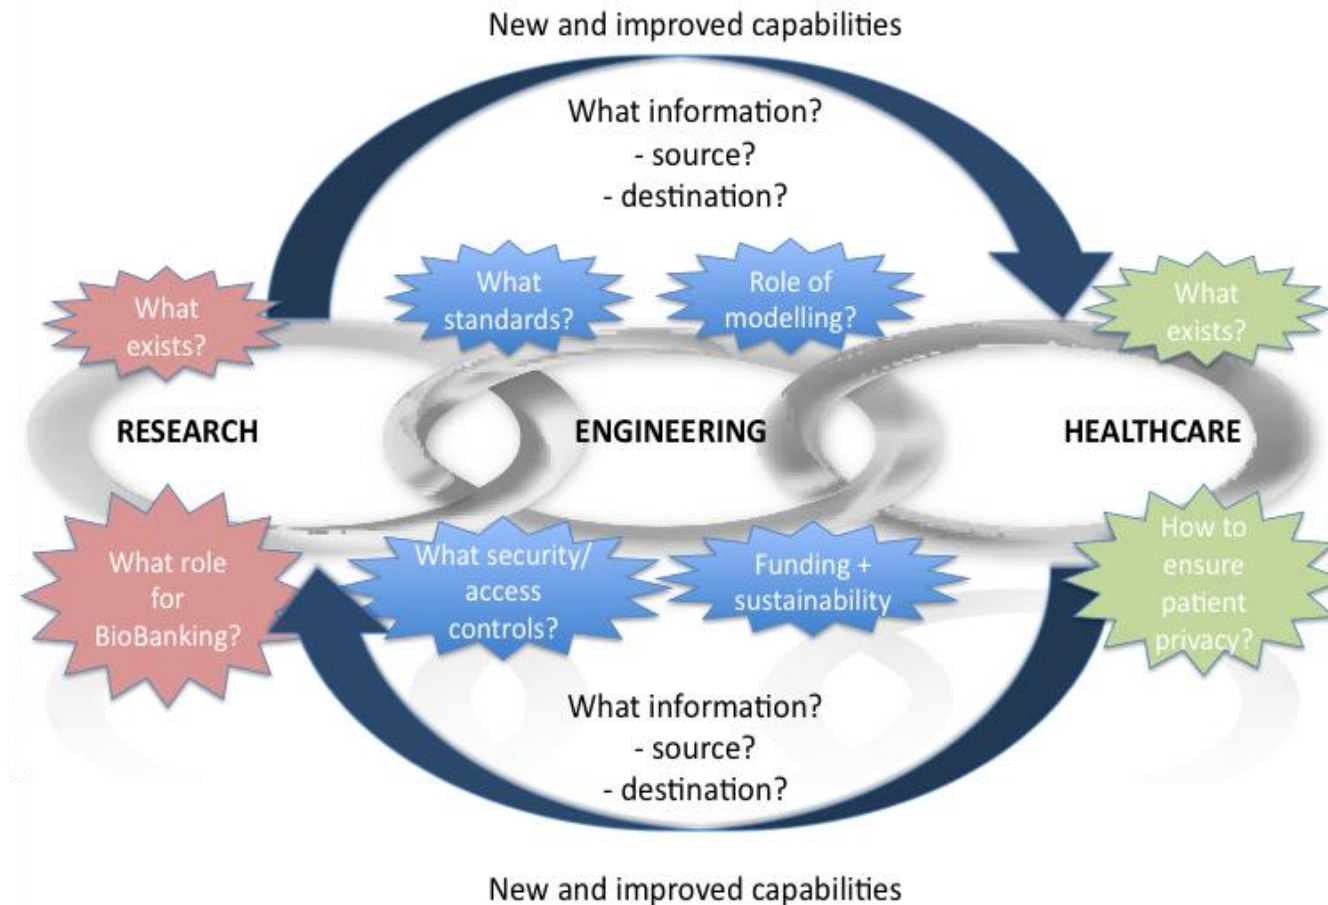 New and improved capabilities
What information?
- source?
- destination?
What
exists?
What
standards?
Role of
modelling?
What
exists?
RESEARCH
ENGINEERING
HEALTHCARE
What role
for
BioBanking?
What security/
access
controls?
Funding +
sustainability
How to
ensure
patient
privacy?
What information?
- source?
- destination?
New and improved capabilities